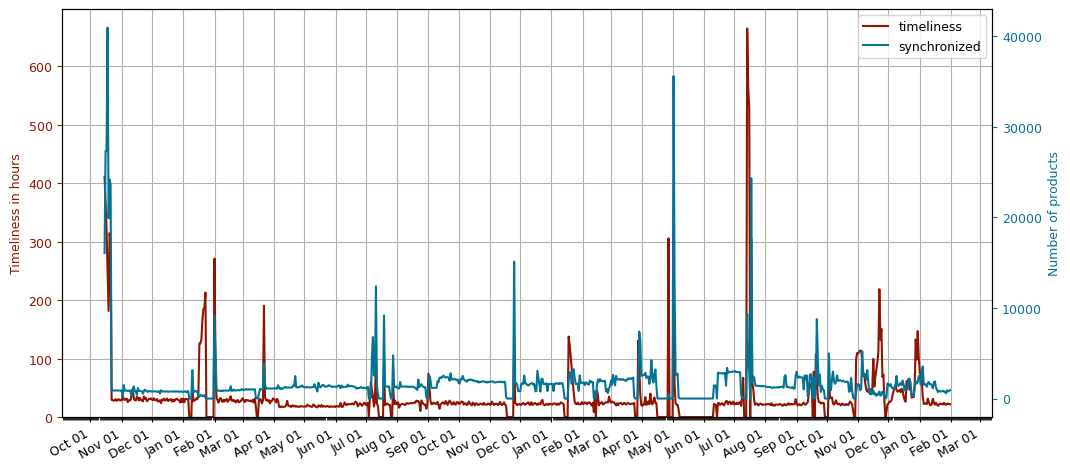 timeliness
synchronized
Timeliness in hours
600
500
400
300
200
100
0
Number of products
40000
30000
20000
10000
0
Oct 01
Nov 01
Dec 01
Jan 01
Feb 01
Mar 01
Apr 01
May 01
Jun 01
Jul 01
Aug 01
Sep 01
Oct 01
Nov 01
Dec 01
Jan 01
Feb 01
Mar 01
Apr 01
May 01
Jun 01
Jul 01
Aug 01
Sep 01
Oct 01
Nov 01
Dec 01
Jan 01
Feb 01
Mar 01